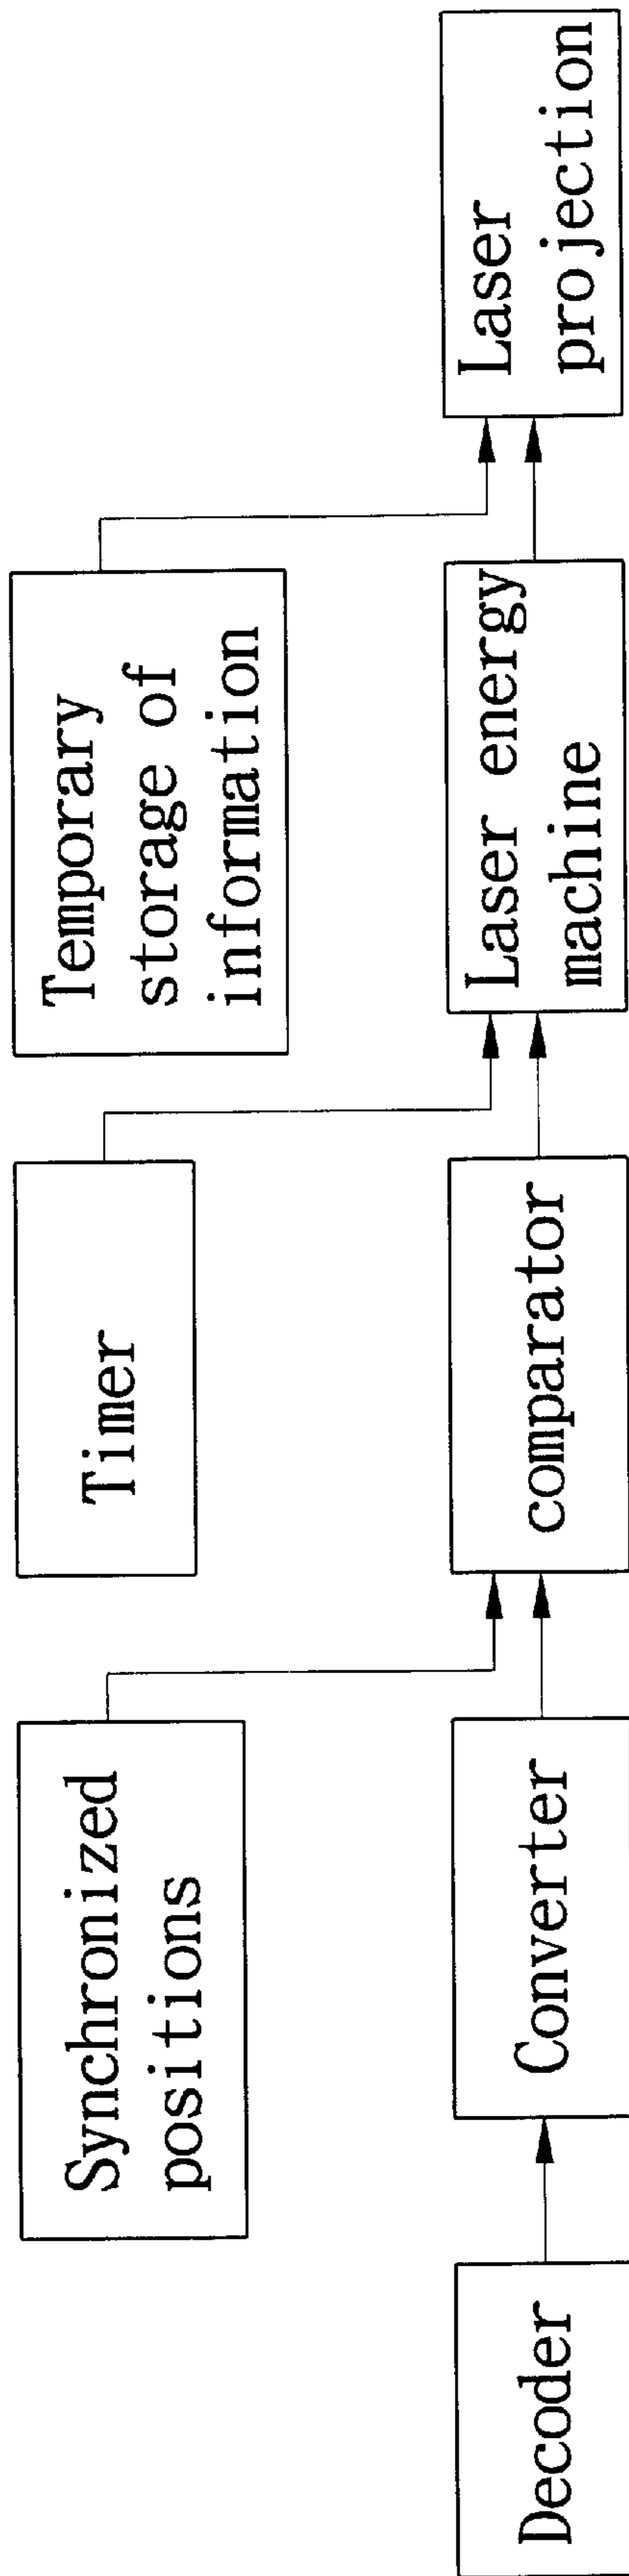 Synchronized
positions
Timer
Temporary
storage of
information
Decoder
Converter
comparator
Laser energy
machine
Laser
projection